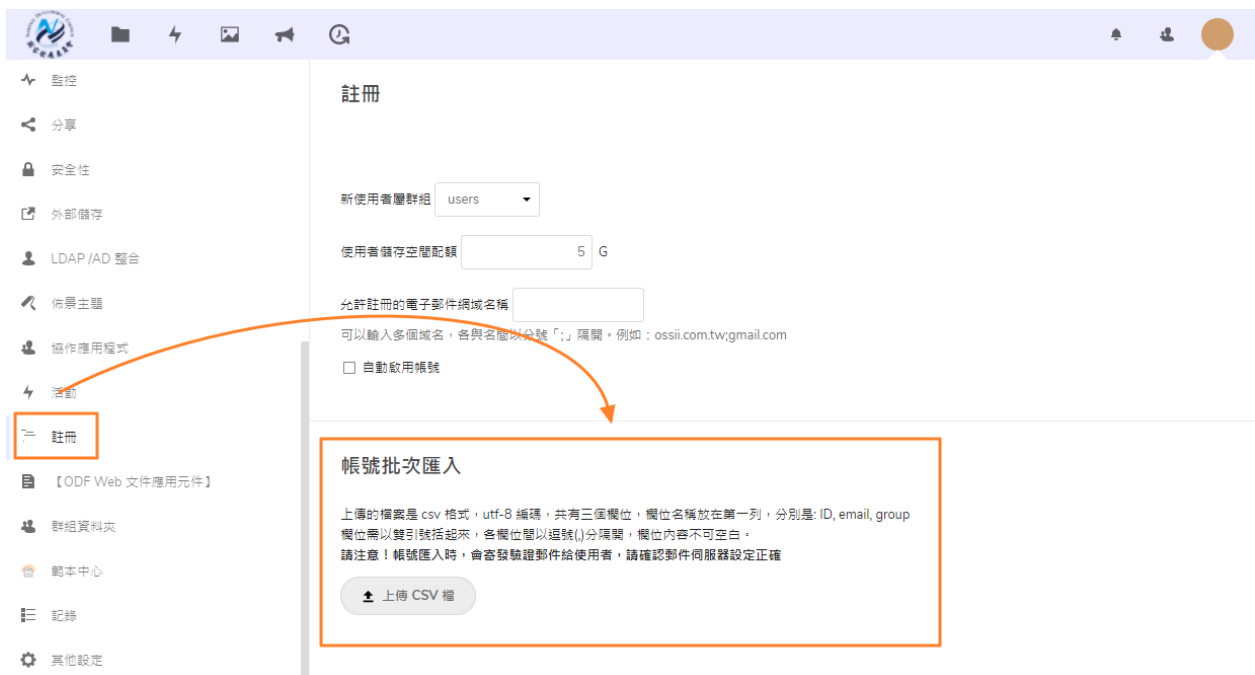 監控
分享
安全性
外部儲存
LDAP /AD 整合
佈景主題
協作應用程式
活動
註冊
【ODF Web 文件應用元件】
群組資料夾
範本中心
記錄
其他設定
註冊
新使用者屬群組 users
使用者儲存空間配額 5 G
允許註冊的電子郵件網域名稱
可以輸入多個域名，各與名間以分號「;」隔開。例如：ossii.com.tw;gmail.com
自動啟用帳號
帳號批次匯入
上傳的檔案是 csv 格式，utf-8 編碼，共有三個欄位，欄位名稱放在第一列，分別是: ID, email, group
欄位需以雙引號括起來，各欄位間以逗號(,)分隔開，欄位內容不可空白。
請注意！帳號匯入時，會寄發驗證郵件給使用者，請確認郵件伺服器設定正確
上傳 CSV 檔